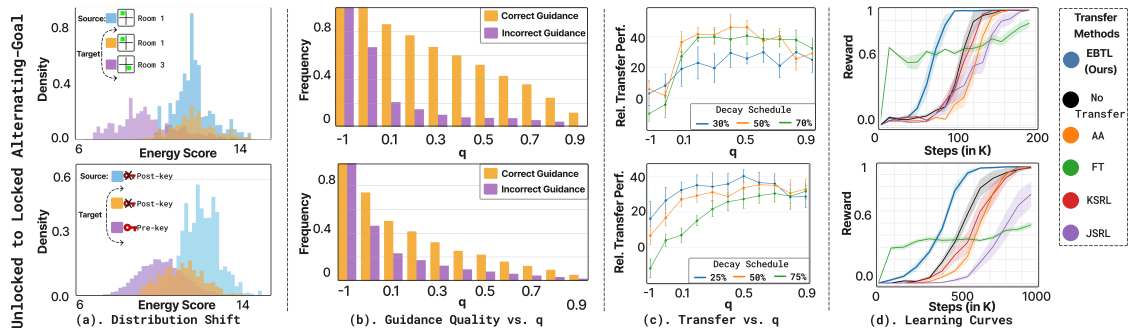 Unlocked to Locked Alternating-Goal
Density
0.8
0.4
0.0
Source: Room 1
Target
Room 1
Room 3
6
14
Energy Score
Frequency
0.8
0.4
0
Correct Guidance
Incorrect Guidance
-1 0.1 0.5 0.7 0.9
q
Rel. Transfer Perf.
40
30
20
10
0
Decay Schedule
30% 50% 70%
-1 0.1 0.5 0.9
q
Reward
1.0
0.6
0.0
0 100 200
Steps (in K)
Transfer
Methods
EBTL
(Ours)
No
Transfer
AA
FT
KSRL
JSRL
Density
0.6
0.3
0.0
Source: Post-key
Target
Post-key
Pre-key
6
14
Energy Score
(a). Distribution Shift
Frequency
0.8
0.4
0
Correct Guidance
Incorrect Guidance
-1 0.1 0.3 0.5 0.7 0.9
q
(b). Guidance Quality vs. q
Rel. Transfer Perf.
40
20
0
Decay Schedule
25% 50% 75%
-1 0.1 0.5 0.9
q
(c). Transfer vs. q
Reward
1.0
0.6
0.0
0 500 1000
Steps (in K)
(d). Learning Curves